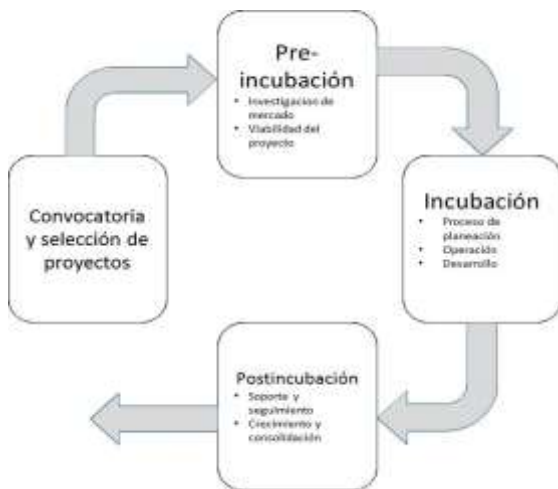 Pre-
incubación
• Investigacion de
mercado
• Viabilidad del
proyecto
Convocatoria
y selección de
proyectos
Incubación
• Proceso de
planeación
• Operación
• Desarrollo
Postincubación
• Soporte y
seguimiento
• Crecimiento y
consolidación